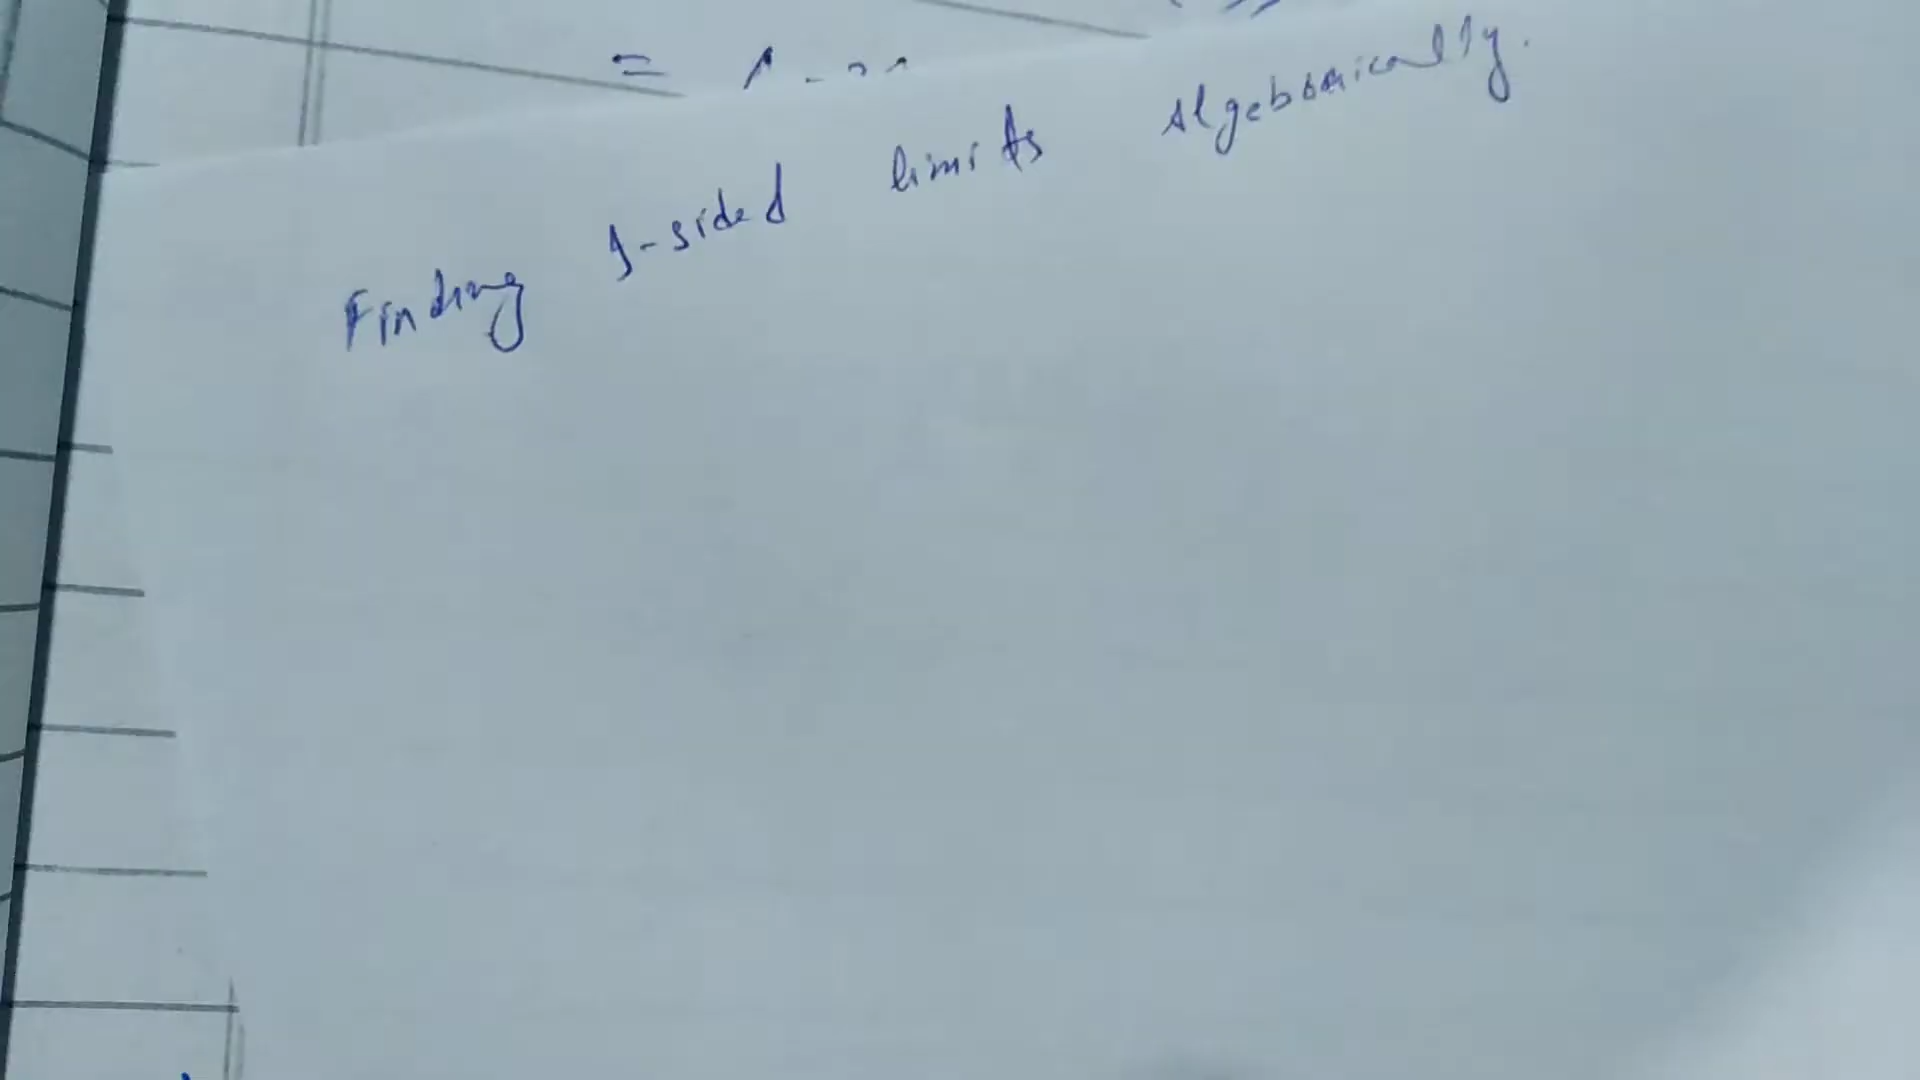 =
Finding 1-sided limits Algebraically.